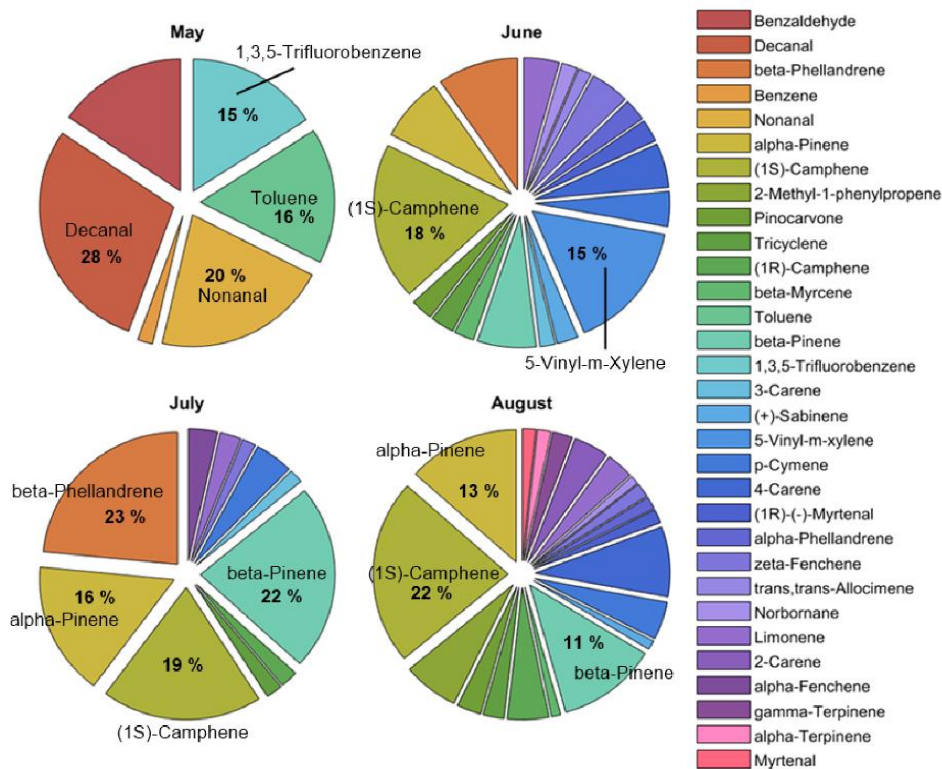 May
1,3,5-Trifluorobenzene
15 %
Toluene
16 %
20 %
Nonanal
Decanal
28 %
June
(1S)-Camphene
18 %
15 %
5-Vinyl-m-Xylene
July
beta-Phellandrene
23 %
beta-Pinene
22 %
16 %
alpha-Pinene
19 %
(1S)-Camphene
August
alpha-Pinene
13 %
(1S)-Camphene
22 %
11 %
beta-Pinene
Benzaldehyde
Decanal
beta-Phellandrene
Benzene
Nonanal
alpha-Pinene
(1S)-Camphene
2-Methyl-1-phenylpropene
Pinocarvone
Tricyclene
(1R)-Camphene
beta-Myrcene
Toluene
beta-Pinene
1,3,5-Trifluorobenzene
3-Carene
(+)-Sabinene
5-Vinyl-m-xylene
p-Cymene
4-Carene
(1R)-(-)-Myrtenal
alpha-Phellandrene
zeta-Fenchene
trans,trans-Allocimene
Norbornane
Limonene
2-Carene
alpha-Fenchene
gamma-Terpinene
alpha-Terpinene
Myrtenal